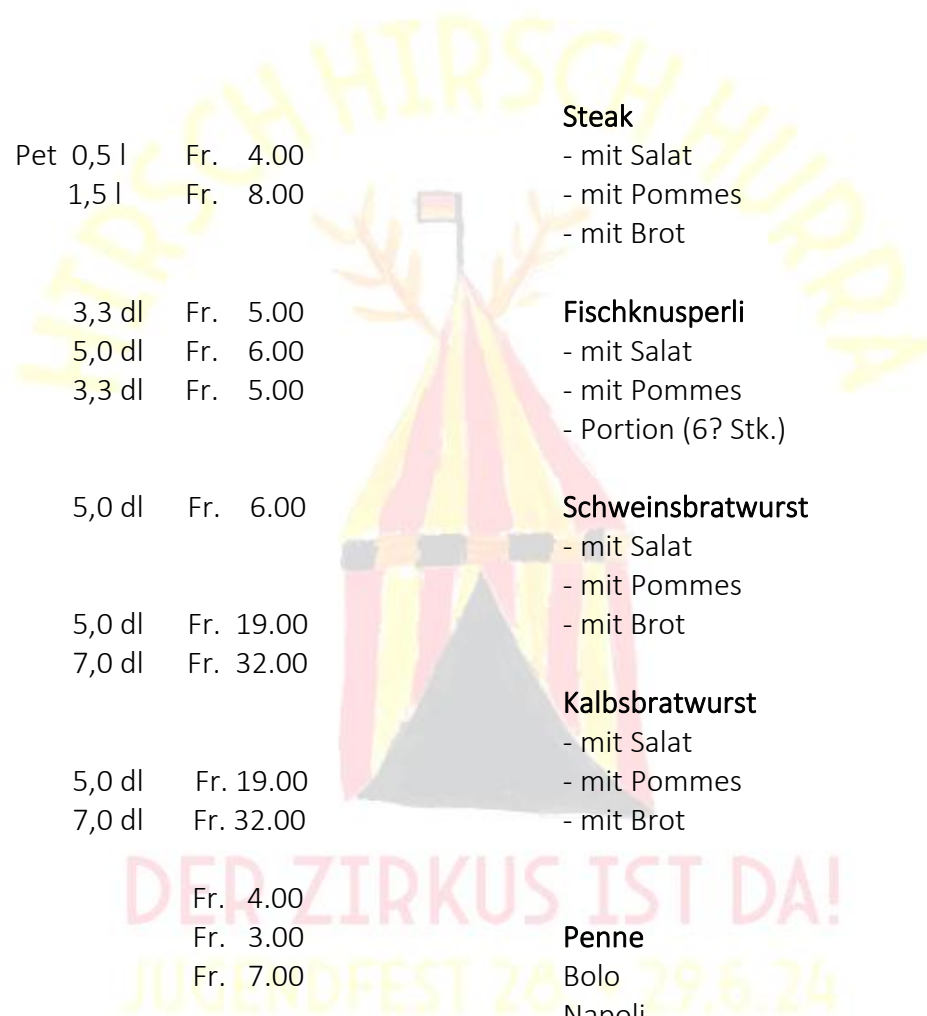 HIRSCH HIRSCH HURRA
Steak
Pet 0,5 l Fr. 4.00 - mit Salat
1,5 l Fr. 8.00 - mit Pommes
- mit Brot
3,3 dl Fr. 5.00 Fischknusperli
5,0 dl Fr. 6.00 - mit Salat
3,3 dl Fr. 5.00 - mit Pommes
- Portion (6? Stk.)
5,0 dl Fr. 6.00 Schweinsbratwurst
- mit Salat
- mit Pommes
5,0 dl Fr. 19.00 - mit Brot
7,0 dl Fr. 32.00
Kalbsbratwurst
- mit Salat
5,0 dl Fr. 19.00 - mit Pommes
7,0 dl Fr. 32.00 - mit Brot
DER ZIRKUS IST DA!
Fr. 4.00
Fr. 3.00 Penne
Fr. 7.00 Bolo
JUGENDFEST 28. - 29.6.24
Napoli